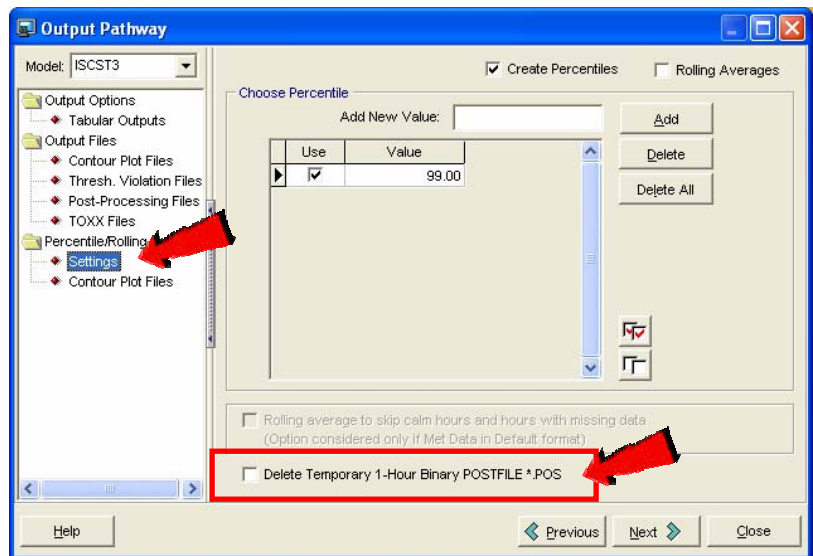 Output Pathway
Model: ISCST3
Output Options
Tabular Outputs
Output Files
Contour Plot Files
Thresh. Violation Files
Post-Processing Files
TOXX Files
Percentile/Rolling
Settings
Contour Plot Files
Create Percentiles
Rolling Averages
Choose Percentile
Add New Value:
Add
Use Value
99.00
Delete
Delete All
Rolling average to skip calm hours and hours with missing data
(Option considered only if Met Data in Default format)
Delete Temporary 1-Hour Binary POSTFILE *.POS
Help
Previous
Next
Close